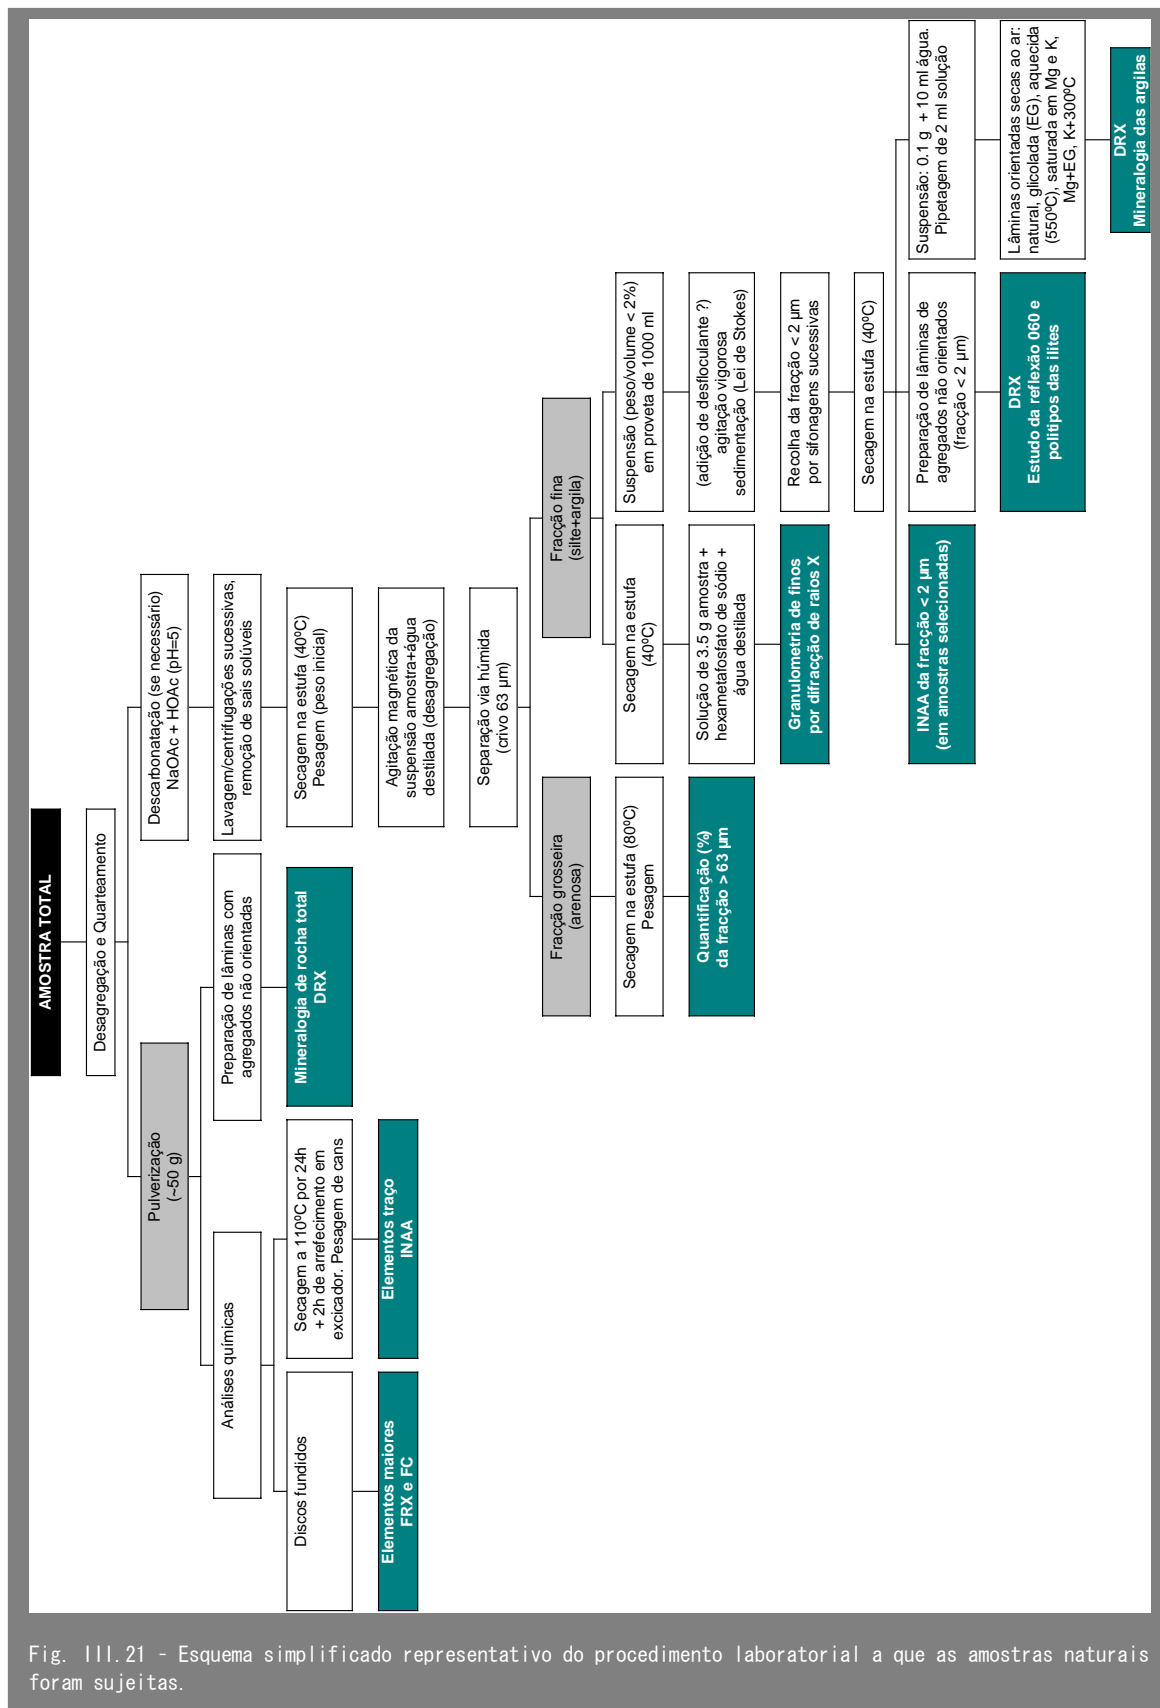 AMOSTRA TOTAL
Desagregação e Quarteamento
Pulverização
(~50 g)
Análises químicas
Discos fundidos
Elementos maiores
FRX e FC
Secagem a 110ºC por 24h
+ 2h de arrefecimento em
excicador. Pesagem de cans
Elementos traço
INAA
Preparação de lâminas com
agregados não orientadas
Mineralogia de rocha total
DRX
Descarbonatação (se necessário)
NaOAc + HOAc (pH=5)
Lavagem/centrifugações sucessivas,
remoção de sais solúveis
Secagem na estufa (40ºC)
Pesagem (peso inicial)
Agitação magnética da
suspensão amostra+água
destilada (desagregação)
Separação via húmida
(crivo 63 µm)
Fracção grosseira
(arenosa)
Secagem na estufa (80ºC)
Pesagem
Quantificação (%)
da fracção > 63 µm
Fracção fina
(silte+argila)
Secagem na estufa
(40ºC)
Solução de 3.5 g amostra +
hexametafosfato de sódio +
água destilada
Granulometria de finos
por difracção de raios X
Suspensão (peso/volume < 2%)
em proveta de 1000 ml
(adição de desfloculante ?)
agitação vigorosa
sedimentação (Lei de Stokes)
Recolha da fracção < 2 µm
por sifonagens sucessivas
Secagem na estufa (40ºC)
INAA da fracção < 2 µm
(em amostras selecionadas)
Preparação de lâminas de
agregados não orientados
(fracção < 2 µm)
DRX
Estudo da reflexão 060 e
politipos das ilites
Suspensão: 0.1 g + 10 ml água.
Pipetagem de 2 ml solução
Lâminas orientadas secas ao ar:
natural, glicolada (EG), aquecida
(550ºC), saturada em Mg e K,
Mg+EG, K+300ºC
DRX
Mineralogia das argilas
Fig. III.21 - Esquema simplificado representativo do procedimento laboratorial a que as amostras naturais
foram sujeitas.